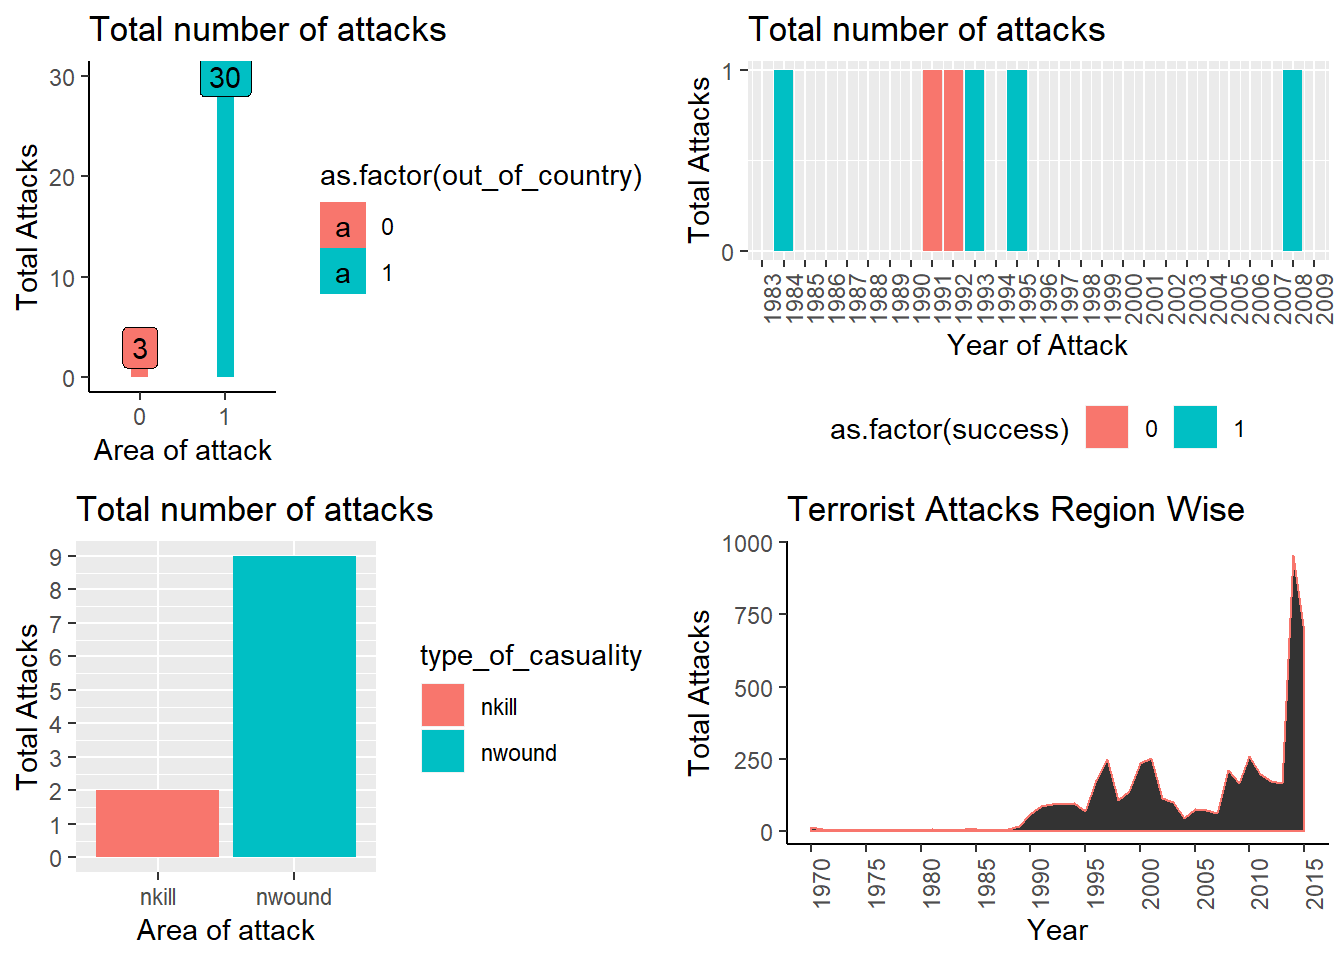 Total number of attacks
Total Attacks
30
20
10
0
30
3
0 1
Area of attack
as.factor(out_of_country)
a 0
a 1
Total number of attacks
Total Attacks
1
0
1983 1984 1985 1986 1987 1988 1989 1990 1991 1992 1993 1994 1995 1996 1997 1998 1999 2000 2001 2002 2003 2004 2005 2006 2007 2008 2009
Year of Attack
as.factor(success) 0 1
Total number of attacks
Total Attacks
9
8
7
6
5
4
3
2
1
0
nkill nwound
Area of attack
type_of_casuality
nkill
nwound
Terrorist Attacks Region Wise
Total Attacks
1000
750
500
250
0
1970 1975 1980 1985 1990 1995 2000 2005 2010 2015
Year